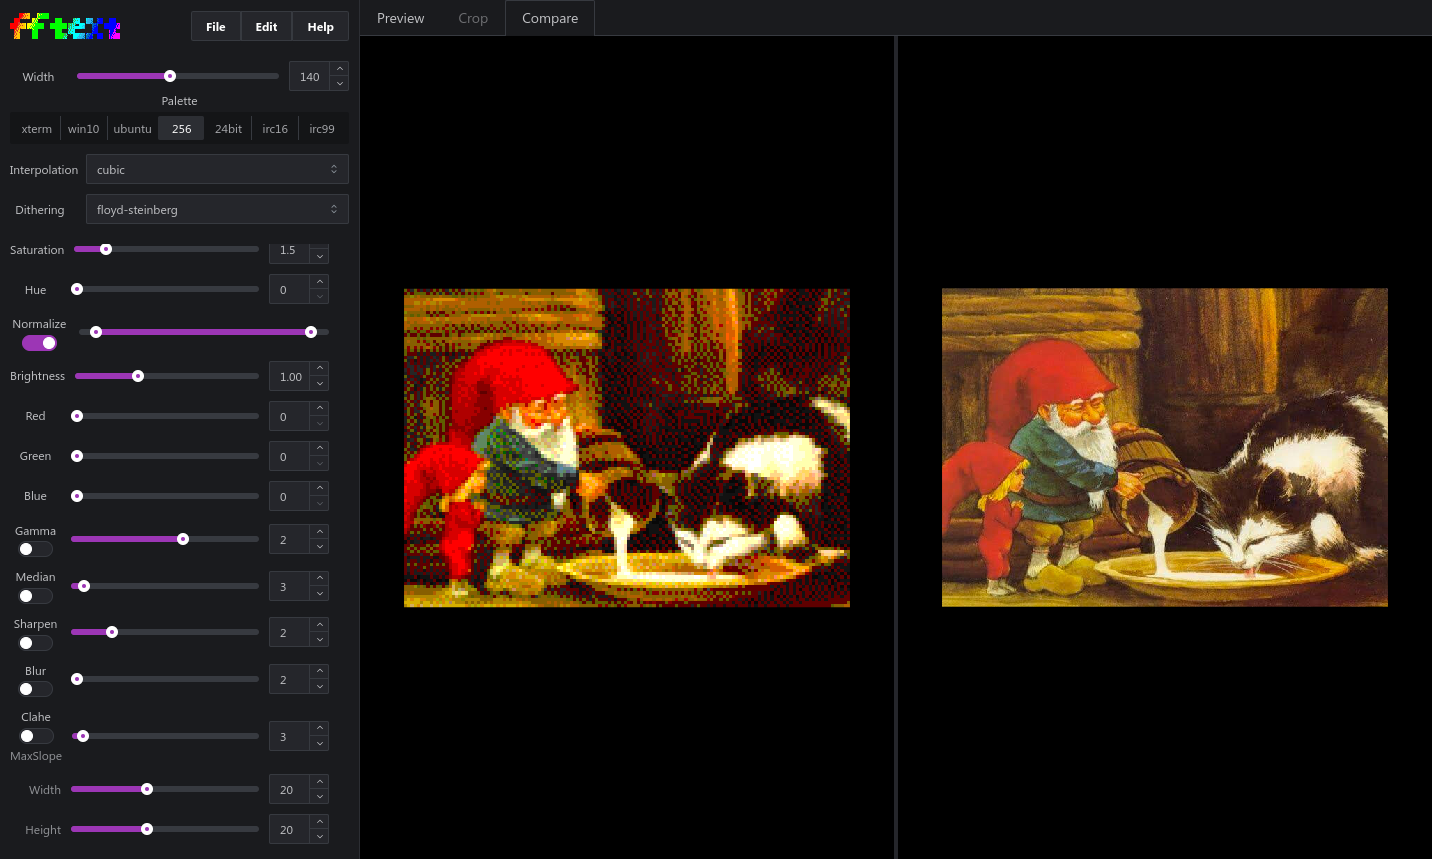 fftext
File Edit Help
Preview Crop Compare
Width 140
Palette
xterm win10 ubuntu 256 24bit irc16 irc99
Interpolation cubic
Dithering floyd-steinberg
Saturation 1.5
Hue 0
Normalize
Brightness 1.00
Red 0
Green 0
Blue 0
Gamma 2
Median 3
Sharpen 2
Blur 2
Clahe 3
MaxSlope
Width 20
Height 20